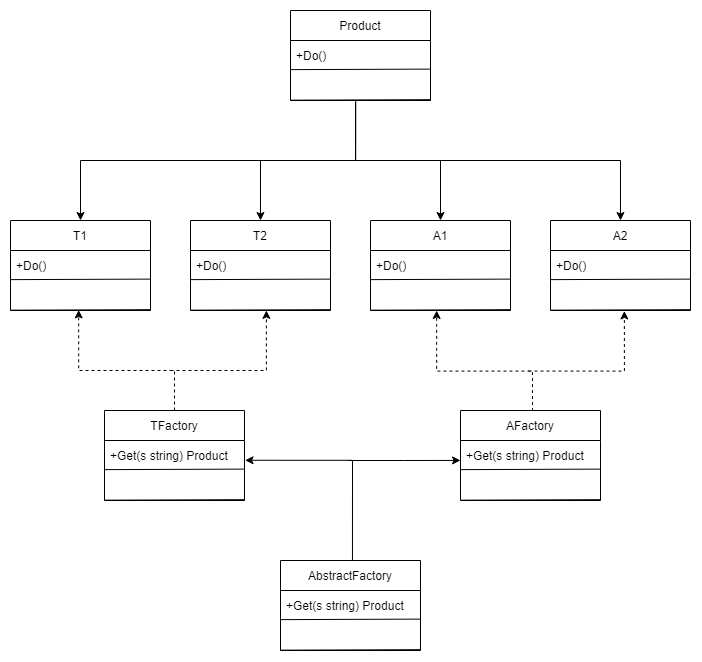 Product
+Do()
T1
T2
A1
A2
+Do()
+Do()
+Do()
+Do()
TFactory
AFactory
+Get(s string) Product
+Get(s string) Product
AbstractFactory
+Get(s string) Product